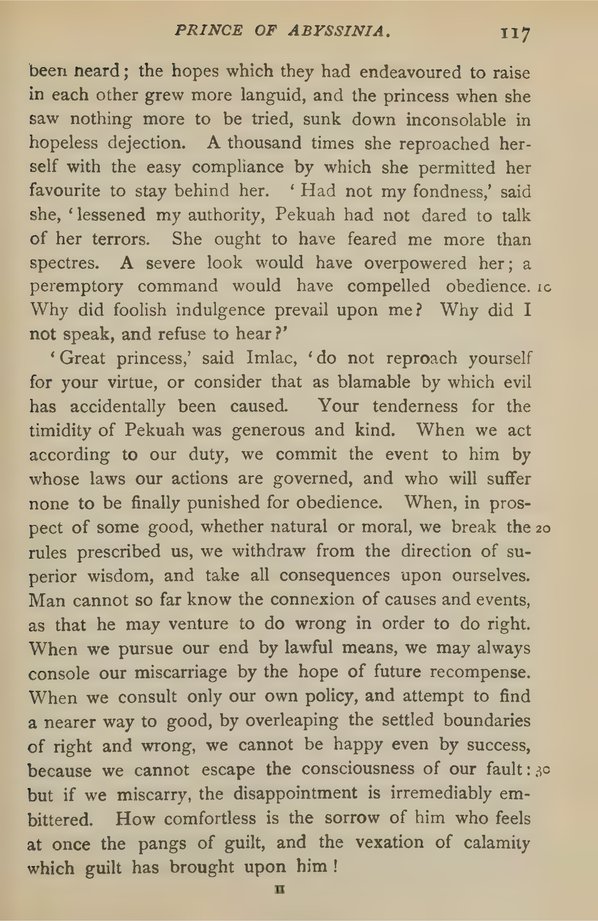 PRINCE OF ABYSSINIA. 117
been heard; the hopes which they had endeavoured to raise
in each other grew more languid, and the princess when she
saw nothing more to be tried, sunk down inconsolable in
hopeless dejection. A thousand times she reproached her-
self with the easy compliance by which she permitted her
favourite to stay behind her. ‘Had not my fondness,’ said
she, ‘lessened my authority, Pekuah had not dared to talk
of her terrors. She ought to have feared me more than
spectres. A severe look would have overpowered her; a
peremptory command would have compelled obedience. 10
Why did foolish indulgence prevail upon me? Why did I
not speak, and refuse to hear?’
‘Great princess,’ said Imlac, ‘do not reproach yourself
for your virtue, or consider that as blamable by which evil
has accidentally been caused. Your tenderness for the
timidity of Pekuah was generous and kind. When we act
according to our duty, we commit the event to him by
whose laws our actions are governed, and who will suffer
none to be finally punished for obedience. When, in pros-
pect of some good, whether natural or moral, we break the 20
rules prescribed us, we withdraw from the direction of su-
perior wisdom, and take all consequences upon ourselves.
Man cannot so far know the connexion of causes and events,
as that he may venture to do wrong in order to do right.
When we pursue our end by lawful means, we may always
console our miscarriage by the hope of future recompense.
When we consult only our own policy, and attempt to find
a nearer way to good, by overleaping the settled boundaries
of right and wrong, we cannot be happy even by success,
because we cannot escape the consciousness of our fault: 30
but if we miscarry, the disappointment is irremediably em-
bittered. How comfortless is the sorrow of him who feels
at once the pangs of guilt, and the vexation of calamity
which guilt has brought upon him!
II